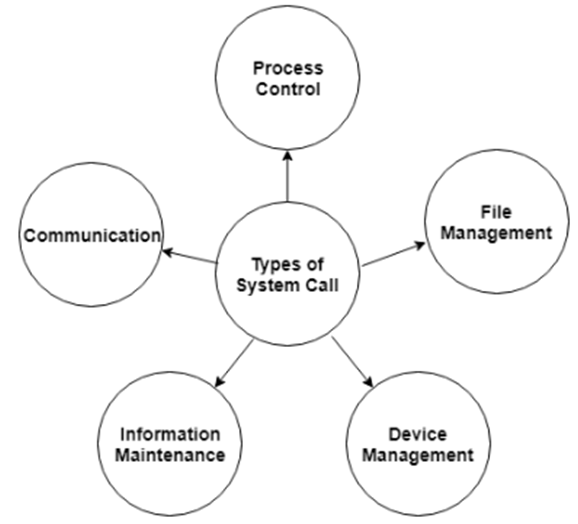 Process
Control
File
Management
Communication
Types of
System Call
Information
Maintenance
Device
Management